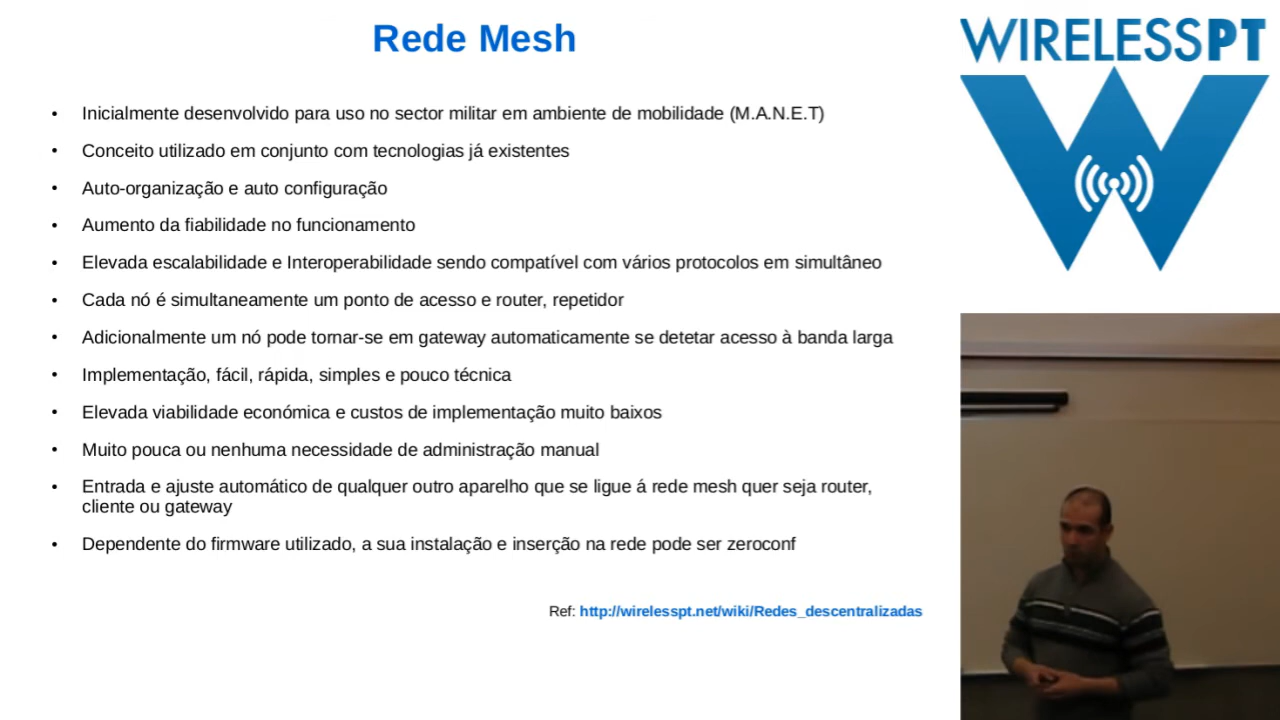 Rede Mesh
WIRELESSPT
• Inicialmente desenvolvido para uso no sector militar em ambiente de mobilidade (M.A.N.E.T)
• Conceito utilizado em conjunto com tecnologias já existentes
• Auto-organização e auto configuração
• Aumento da fiabilidade no funcionamento
• Elevada escalabilidade e Interoperabilidade sendo compatível com vários protocolos em simultâneo
• Cada nó é simultaneamente um ponto de acesso e router, repetidor
• Adicionalmente um nó pode tornar-se em gateway automaticamente se detetar acesso à banda larga
• Implementação, fácil, rápida, simples e pouco técnica
• Elevada viabilidade económica e custos de implementação muito baixos
• Muito pouca ou nenhuma necessidade de administração manual
• Entrada e ajuste automático de qualquer outro aparelho que se ligue á rede mesh quer seja router,
cliente ou gateway
• Dependente do firmware utilizado, a sua instalação e inserção na rede pode ser zeroconf
Ref: http://wirelesspt.net/wiki/Redes_descentralizadas